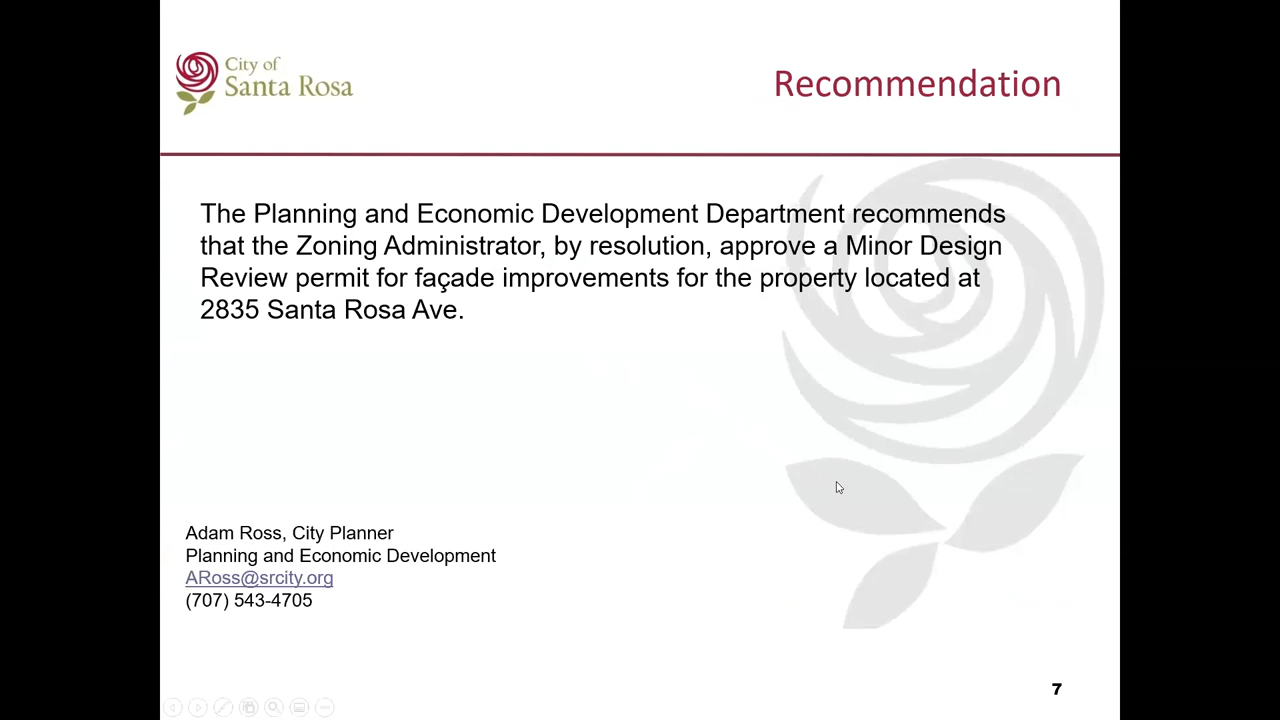 City of
Santa Rosa
Recommendation
The Planning and Economic Development Department recommends
that the Zoning Administrator, by resolution, approve a Minor Design
Review permit for façade improvements for the property located at
2835 Santa Rosa Ave.
Adam Ross, City Planner
Planning and Economic Development
ARoss@srcity.org
(707) 543-4705
7